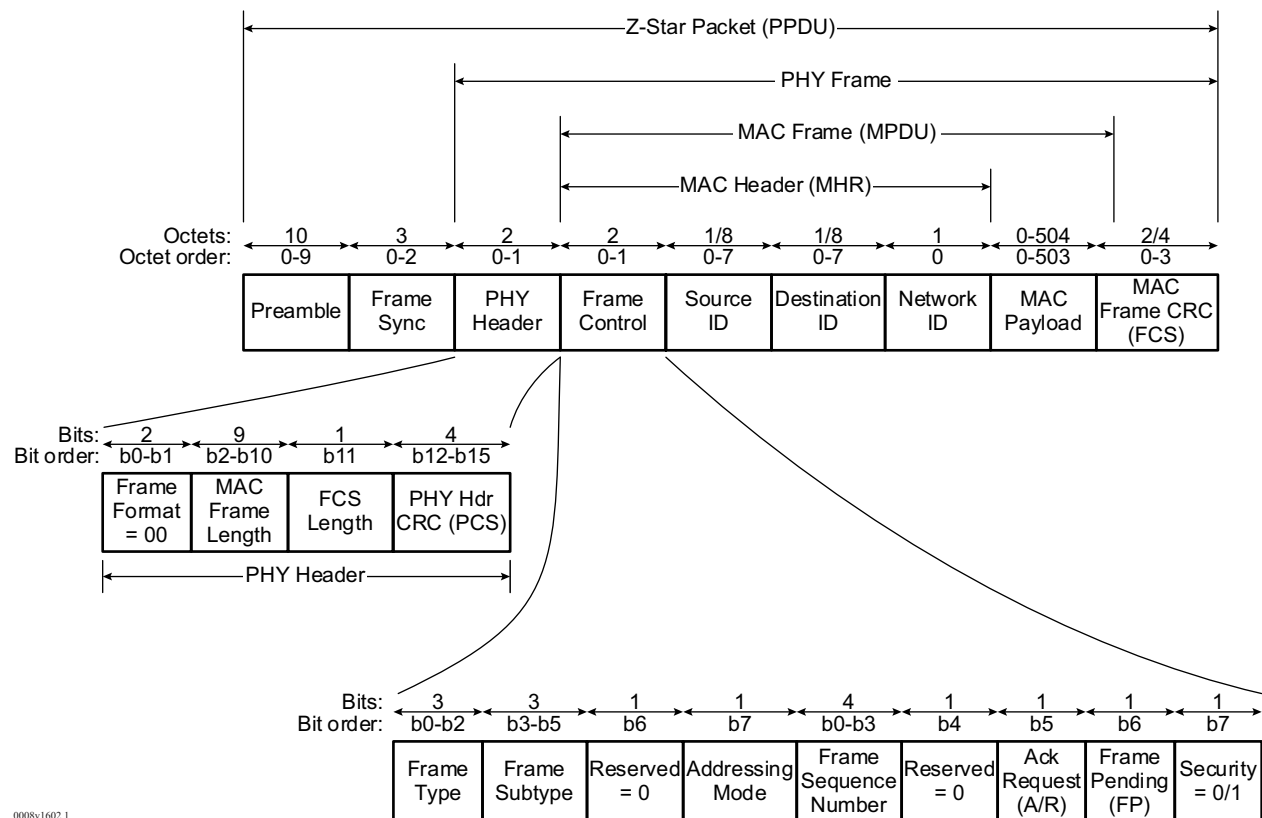 Z-Star Packet (PPDU)
PHY Frame
MAC Frame (MPDU)
MAC Header (MHR)
Octets: 10 3 2 2 1/8 1/8 1 0-504 2/4
Octet order: 0-9 0-2 0-1 0-1 0-7 0-7 0 0-503 0-3
Preamble
Frame
Sync
PHY
Header
Frame
Control
Source
ID
Destination
ID
Network
ID
MAC
Payload
MAC
Frame CRC
(FCS)
Bits: 2 9 1 4
Bit order: b0-b1 b2-b10 b11 b12-b15
Frame
Format
= 00
MAC
Frame
Length
FCS
Length
PHY Hdr
CRC (PCS)
PHY Header
Bits: 3 3 1 1 4 1 1 1 1
Bit order: b0-b2 b3-b5 b6 b7 b0-b3 b4 b5 b6 b7
Frame
Type
Frame
Subtype
Reserved
= 0
Addressing
Mode
Frame
Sequence
Number
Reserved
= 0
Ack
Request
(A/R)
Frame
Pending
(FP)
Security
= 0/1
0008v1602.1